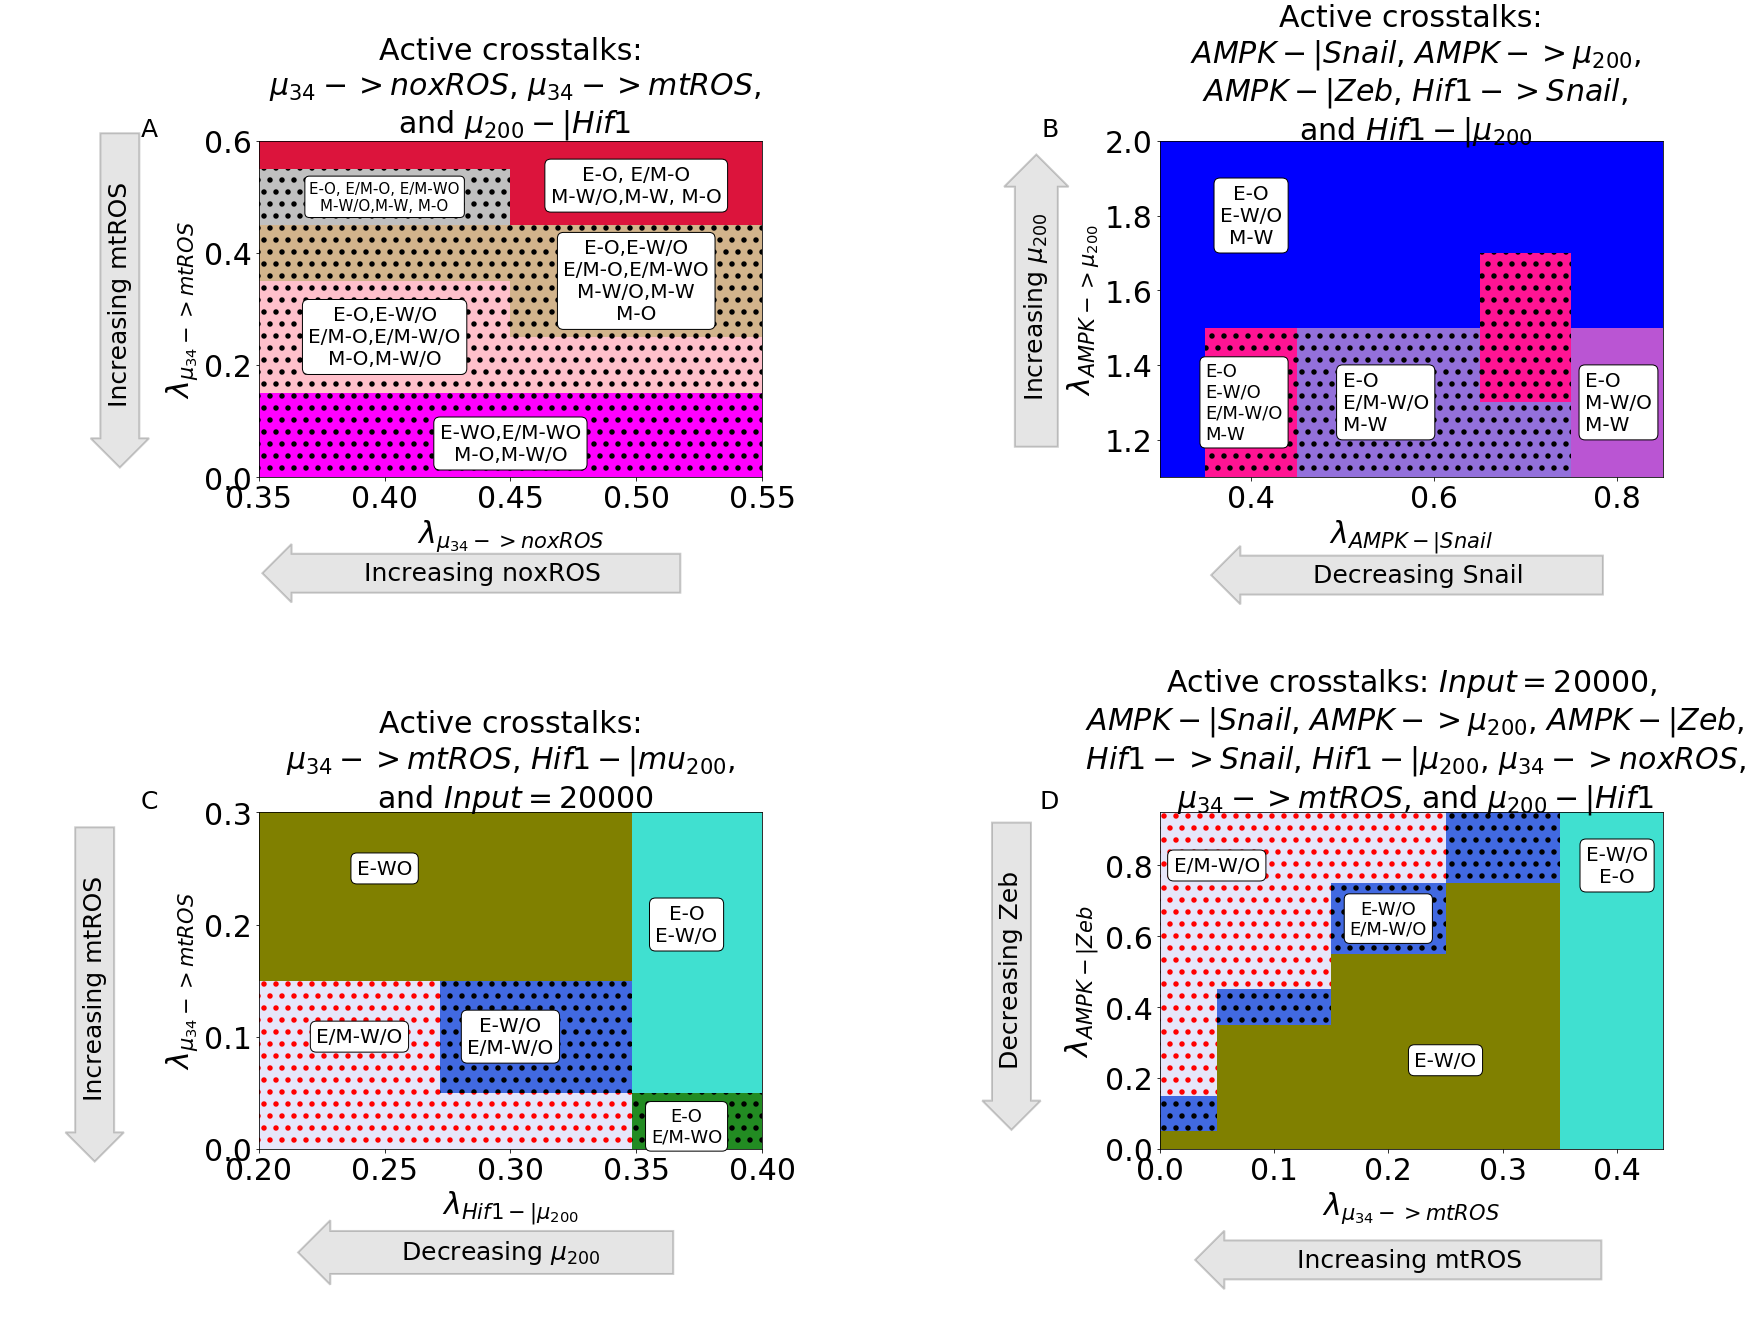 Active crosstalks:
μ34 −> noxROS, μ34 −> mtROS,
and μ200 −|Hif1
A
Increasing mtROS
λμ34−>mtROS
0.6
0.4
0.2
0.0
E-O, E/M-O, E/M-WO
M-W/O,M-W, M-O
E-O, E/M-O
M-W/O,M-W, M-O
E-O,E-W/O
E/M-O,E/M-WO
M-W/O,M-W
M-O
E-O,E-W/O
E/M-O,E/M-W/O
M-O,M-W/O
E-WO,E/M-WO
M-O,M-W/O
0.35 0.40 0.45 0.50 0.55
λμ34−>noxROS
Increasing noxROS
Active crosstalks:
AMPK −|Snail, AMPK −> μ200,
AMPK −|Zeb, Hif1 −> Snail,
and Hif1 −|μ200
B
Increasing μ200
λAMPK−>μ200
2.0
1.8
1.6
1.4
1.2
E-O
E-W/O
M-W
E-O
E-W/O
E/M-W/O
M-W
E-O
E/M-W/O
M-W
E-O
M-W/O
M-W
0.4 0.6 0.8
λAMPK−|Snail
Decreasing Snail
Active crosstalks:
μ34 −> mtROS, Hif1 −|mu200,
and Input = 20000
C
Increasing mtROS
λμ34−>mtROS
0.3
0.2
0.1
0.0
E-WO
E-O
E-W/O
E/M-W/O
E-W/O
E/M-W/O
E-O
E/M-WO
0.20 0.25 0.30 0.35 0.40
λHif1−|μ200
Decreasing μ200
Active crosstalks: Input = 20000,
AMPK −|Snail, AMPK −> μ200, AMPK −|Zeb,
Hif1 −> Snail, Hif1 −|μ200, μ34 −> noxROS,
μ34 −> mtROS, and μ200 −|Hif1
D
Decreasing Zeb
λAMPK−|Zeb
0.8
0.6
0.4
0.2
0.0
E/M-W/O
E-W/O
E-O
E-W/O
E/M-W/O
E-W/O
0.0 0.1 0.2 0.3 0.4
λμ34−>mtROS
Increasing mtROS